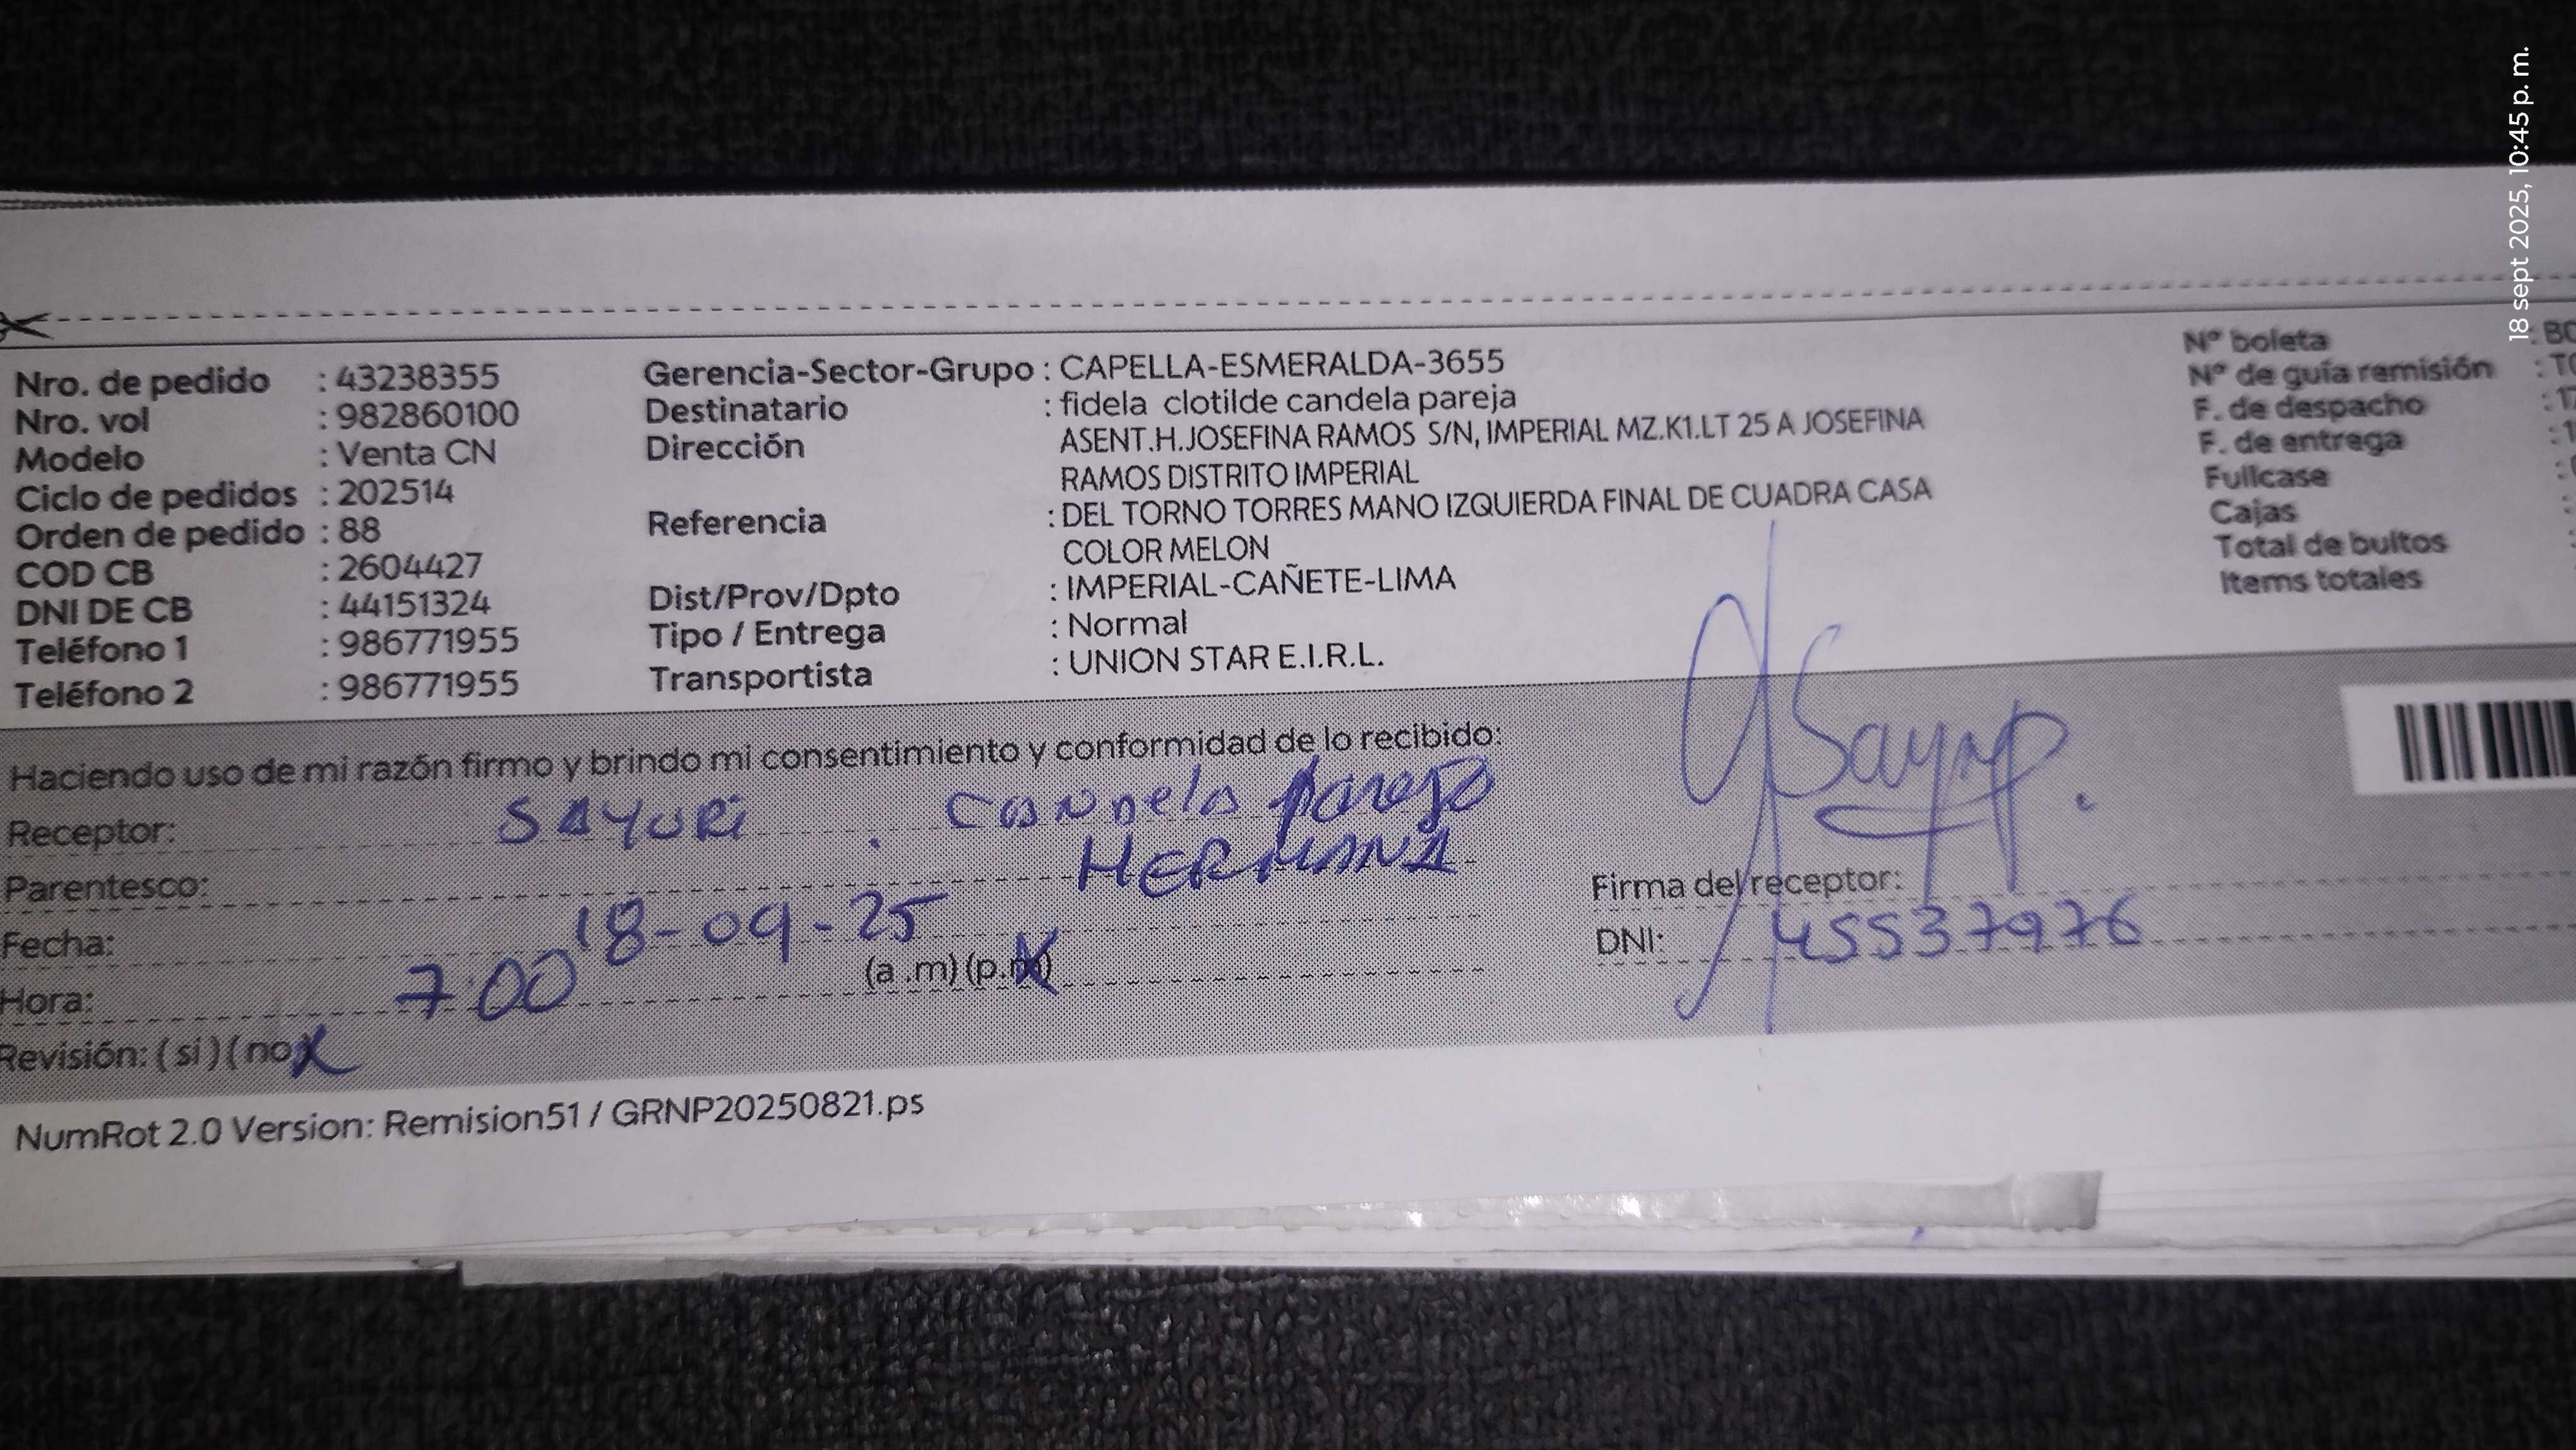 18 sept 2025, 10:45 p. m.
Nro. de pedido : 43238355
Nro. vol : 982860100
Modelo : Venta CN
Ciclo de pedidos : 202514
Orden de pedido : 88
COD CB : 2604427
DNI DE CB : 44151324
Teléfono 1 : 986771955
Teléfono 2 : 986771955
Gerencia-Sector-Grupo : CAPELLA-ESMERALDA-3655
Destinatario : fidela clotilde candela pareja
Dirección ASENT.H.JOSEFINA RAMOS S/N, IMPERIAL MZ.K1.LT 25 A JOSEFINA
RAMOS DISTRITO IMPERIAL
Referencia : DEL TORNO TORRES MANO IZQUIERDA FINAL DE CUADRA CASA
COLOR MELON
Dist/Prov/Dpto : IMPERIAL-CAÑETE-LIMA
Tipo / Entrega : Normal
Transportista : UNION STAR E.I.R.L.
Nº boleta
Nº de guía remisión
F. de despacho
F. de entrega
Fullcase
Cajas
Total de bultos
Items totales
Haciendo uso de mi razón firmo y brindo mi consentimiento y conformidad de lo recibido:
Receptor: SAYURi Candela pareja
Parentesco: HERMANA
Fecha: 18-09-25
Hora: 7:00 (a .m) (p.m)
Revisión: ( si ) ( no
Firma del receptor:
DNI: 45537976
NumRot 2.0 Version: Remision51 / GRNP20250821.ps